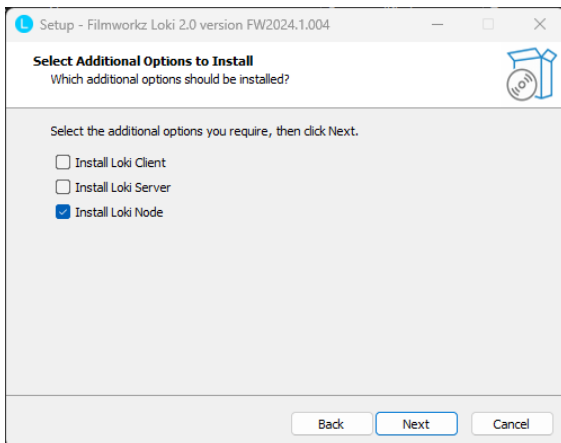 L Setup - Filmworkz Loki 2.0 version FW2024.1.004
Select Additional Options to Install
Which additional options should be installed?
Select the additional options you require, then click Next.
Install Loki Client
Install Loki Server
Install Loki Node
Back Next Cancel